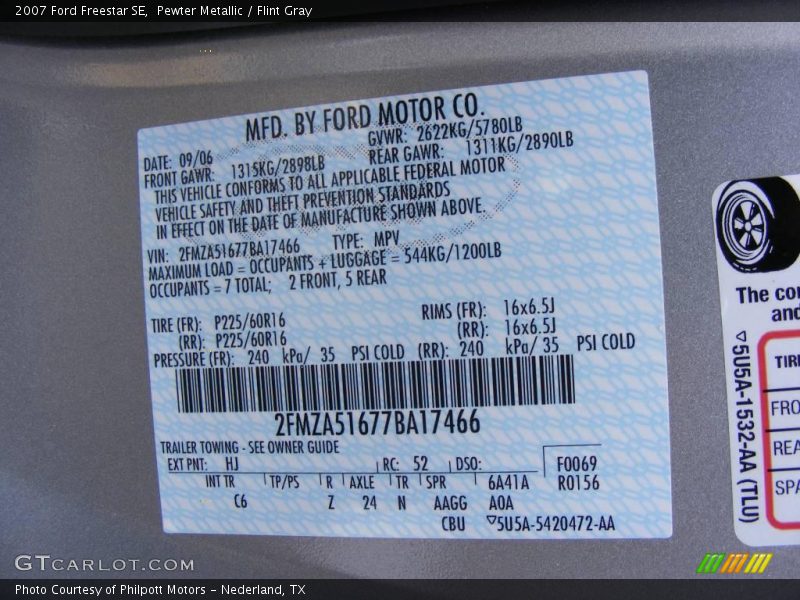 2007 Ford Freestar SE, Pewter Metallic / Flint Gray
MFD. BY FORD MOTOR CO.
DATE: 09/06 GVWR: 2622KG/5780LB
FRONT GAWR: 1315KG/2898LB REAR GAWR: 1311KG/2890LB
THIS VEHICLE CONFORMS TO ALL APPLICABLE FEDERAL MOTOR
VEHICLE SAFETY AND THEFT PREVENTION STANDARDS
IN EFFECT ON THE DATE OF MANUFACTURE SHOWN ABOVE.
VIN: 2FMZA51677BA17466 TYPE: MPV
MAXIMUM LOAD = OCCUPANTS + LUGGAGE = 544KG/1200LB
OCCUPANTS = 7 TOTAL; 2 FRONT, 5 REAR
TIRE (FR): P225/60R16 RIMS (FR): 16x6.5J
(RR): P225/60R16 (RR): 16x6.5J
PRESSURE (FR): 240 kPa/ 35 PSI COLD (RR): 240 kPa/ 35 PSI COLD
2FMZA51677BA17466
TRAILER TOWING - SEE OWNER GUIDE
EXT PNT: HJ RC: 52 DSO: F0069
INT TR TP/PS R AXLE TR SPR 6A41A R0156
C6 Z 24 N AAGG A0A
CBU 5U5A-5420472-AA
The
and
5U5A-1532-AA (TLU)
GTCARLOT.COM
Photo Courtesy of Philpott Motors - Nederland, TX